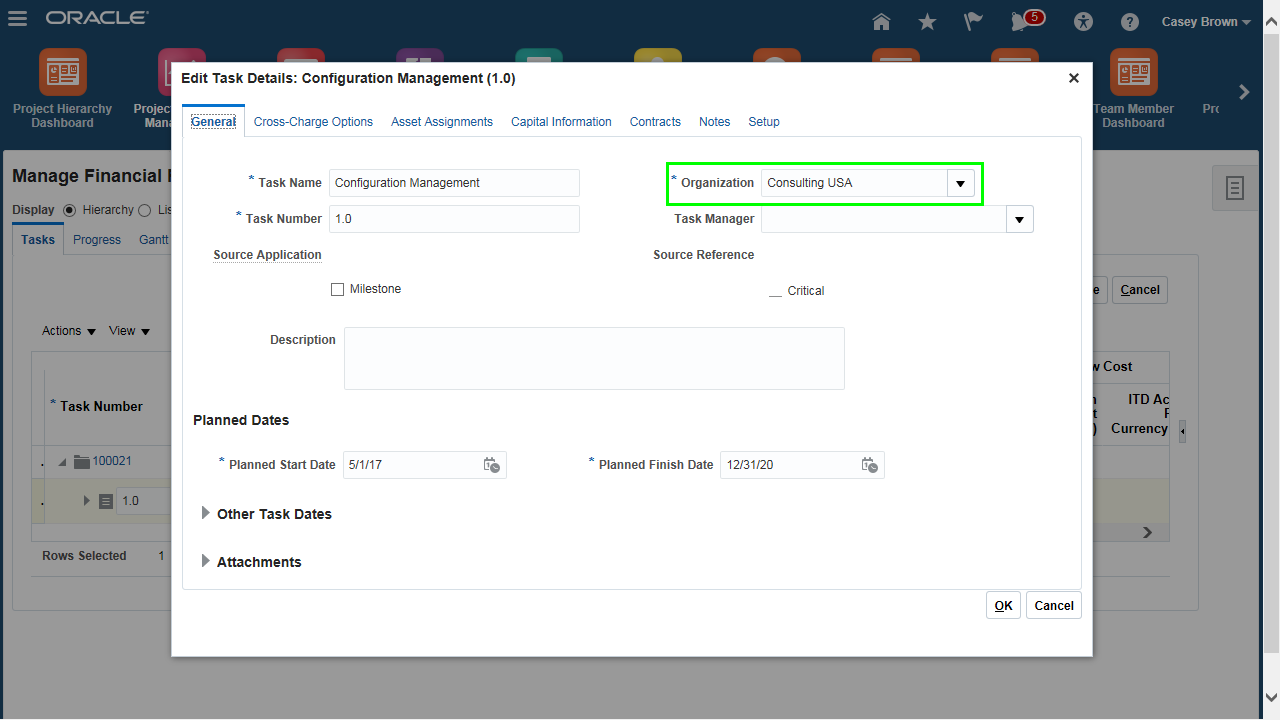 ORACLE
5
Casey Brown
Project Hierarchy
Dashboard
Team Member
Dashboard
Edit Task Details: Configuration Management (1.0)
General
Cross-Charge Options
Asset Assignments
Capital Information
Contracts
Notes
Setup
* Task Name
Configuration Management
* Organization
Consulting USA
* Task Number
1.0
Task Manager
Source Application
Source Reference
Milestone
Critical
Description
Planned Dates
* Planned Start Date
5/1/17
* Planned Finish Date
12/31/20
Other Task Dates
Attachments
OK
Cancel
Manage Financial
Display
Hierarchy
Tasks
Progress
Gantt
Cancel
Actions
View
* Task Number
Cost
ITD Ac
Currency
100021
1.0
Rows Selected 1